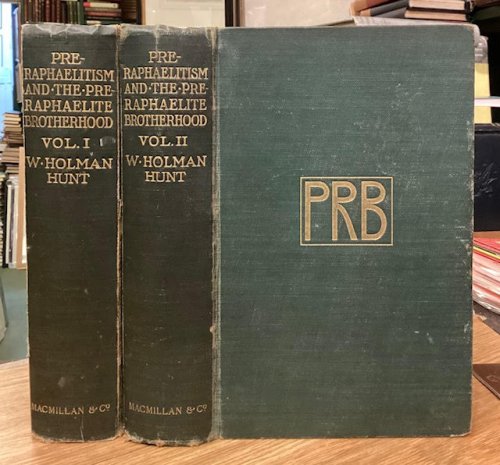 PRE-
RAPHAELITISM
AND·THE·PRE-
RAPHAELITE
BROTHERHOOD
VOL. I
W·HOLMAN
HUNT
MACMILLAN & Cº
PRE-
RAPHAELITISM
AND·THE·PRE-
RAPHAELITE
BROTHERHOOD
VOL. II
W·HOLMAN
HUNT
MACMILLAN & Cº
PRB